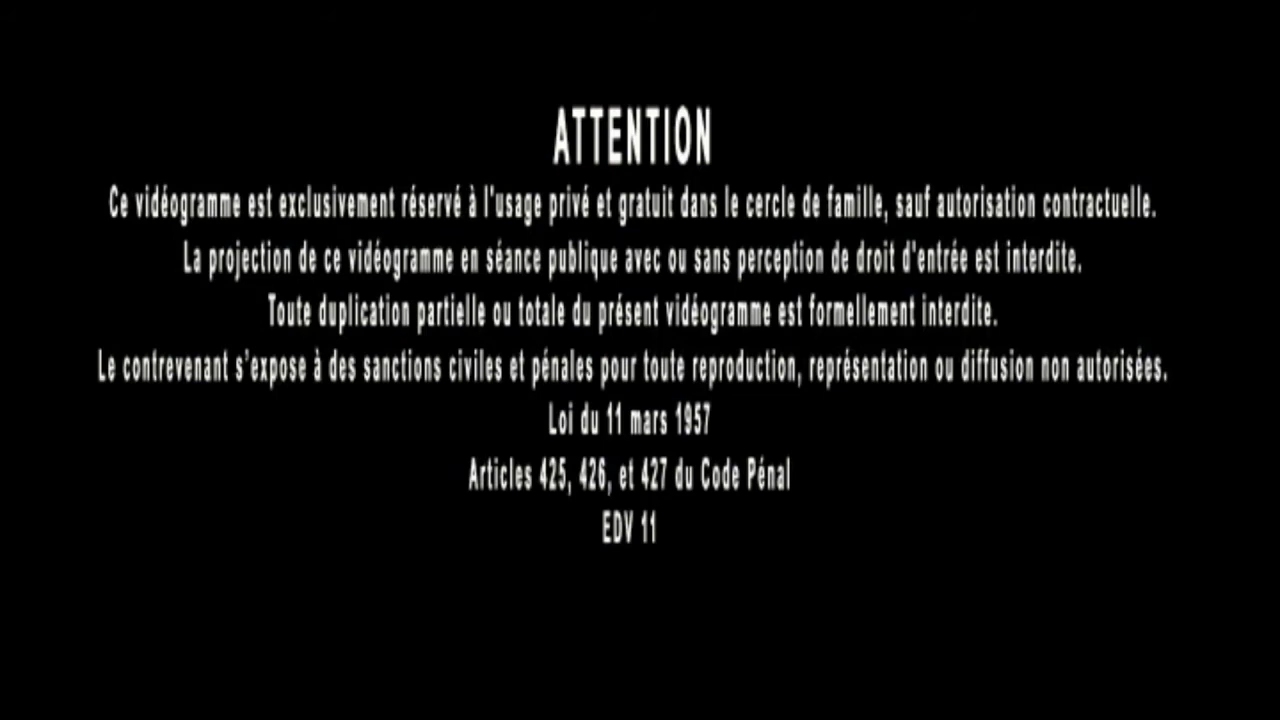 ATTENTION
Ce vidéogramme est exclusivement réservé à l'usage privé et gratuit dans le cercle de famille, sauf autorisation contractuelle.
La projection de ce vidéogramme en séance publique avec ou sans perception de droit d'entrée est interdite.
Toute duplication partielle ou totale du présent vidéogramme est formellement interdite.
Le contrevenant s'expose à des sanctions civiles et pénales pour toute reproduction, représentation ou diffusion non autorisées.
Loi du 11 mars 1957
Articles 425, 426, et 427 du Code Pénal
EDV 11